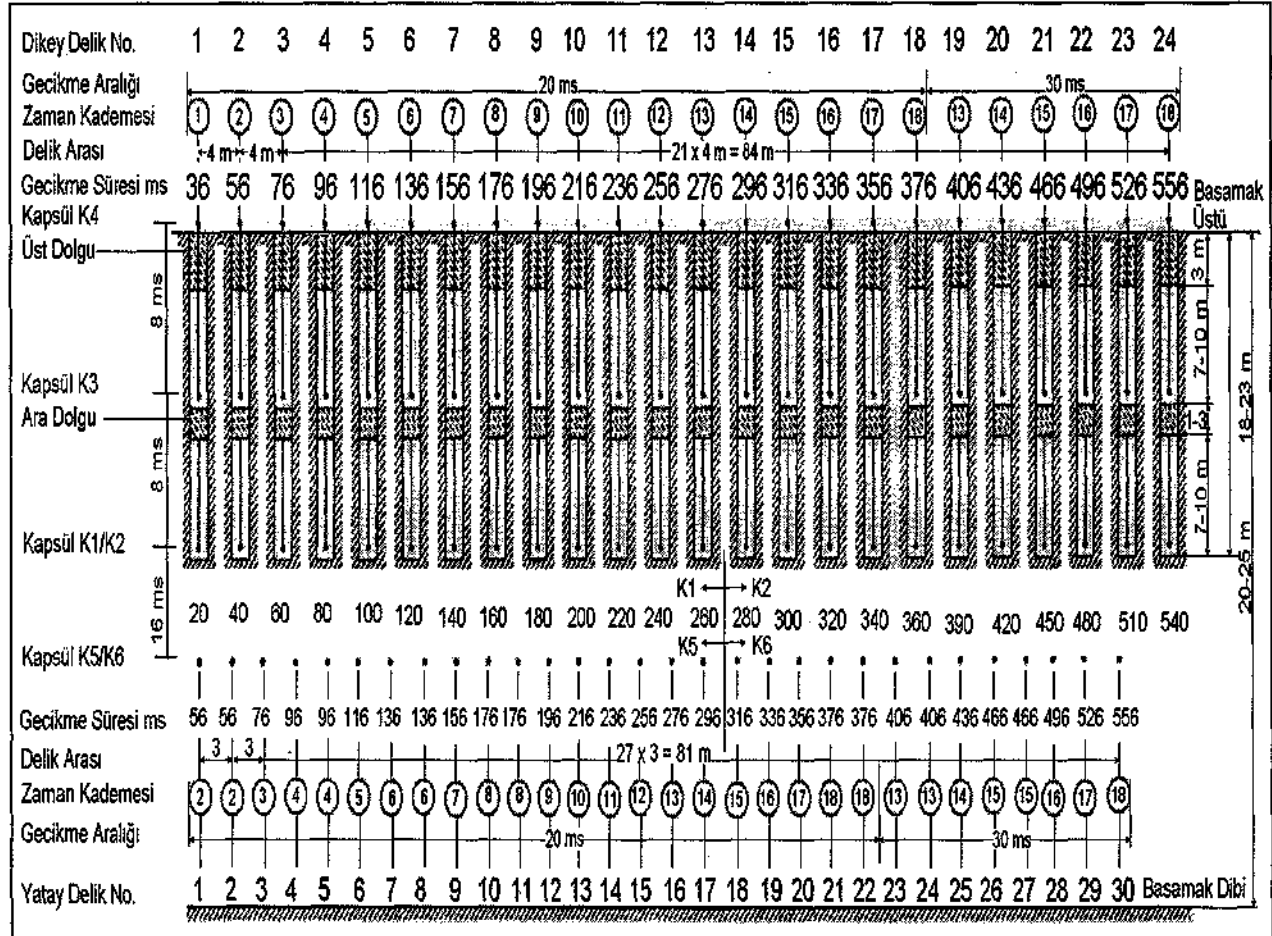 Dikey Delik No. 1 2 3 4 5 6 7 8 9 10 11 12 13 14 15 16 17 18 19 20 21 22 23 24
Gecikme Aralığı 20 ms 30 ms
Zaman Kademesi 1 2 3 4 5 6 7 8 9 10 11 12 13 14 15 16 17 18 13 14 15 16 17 18
Delik Arası 4 m 4 m 21 x 4 m = 84 m
Gecikme Süresi ms 36 56 76 96 116 136 156 176 196 216 236 256 276 296 316 336 356 376 406 436 466 496 526 556 Basamak
Kapsül K4 Üstü
Üst Dolgu
3 m
8 ms
7-10 m
Kapsül K3
Ara Dolgu
1-3
18-23 m
8 ms
7-10 m
Kapsül K1/K2
20-25 m
K1 K2
16 ms
20 40 60 80 100 120 140 160 180 200 220 240 260 280 300 320 340 360 390 420 450 480 510 540
K5 K6
Kapsül K5/K6
Gecikme Süresi ms 56 56 76 96 96 116 136 136 156 176 176 196 216 236 256 276 296 316 336 356 376 376 406 406 436 466 466 496 526 556
Delik Arası 3 3 27 x 3 = 81 m
Zaman Kademesi 2 2 3 4 4 5 6 6 7 8 8 9 10 11 12 13 14 15 16 17 18 18 13 13 14 15 15 16 17 18
Gecikme Aralığı 20 ms 30 ms
Yatay Delik No. 1 2 3 4 5 6 7 8 9 10 11 12 13 14 15 16 17 18 19 20 21 22 23 24 25 26 27 28 29 30 Basamak Dibi